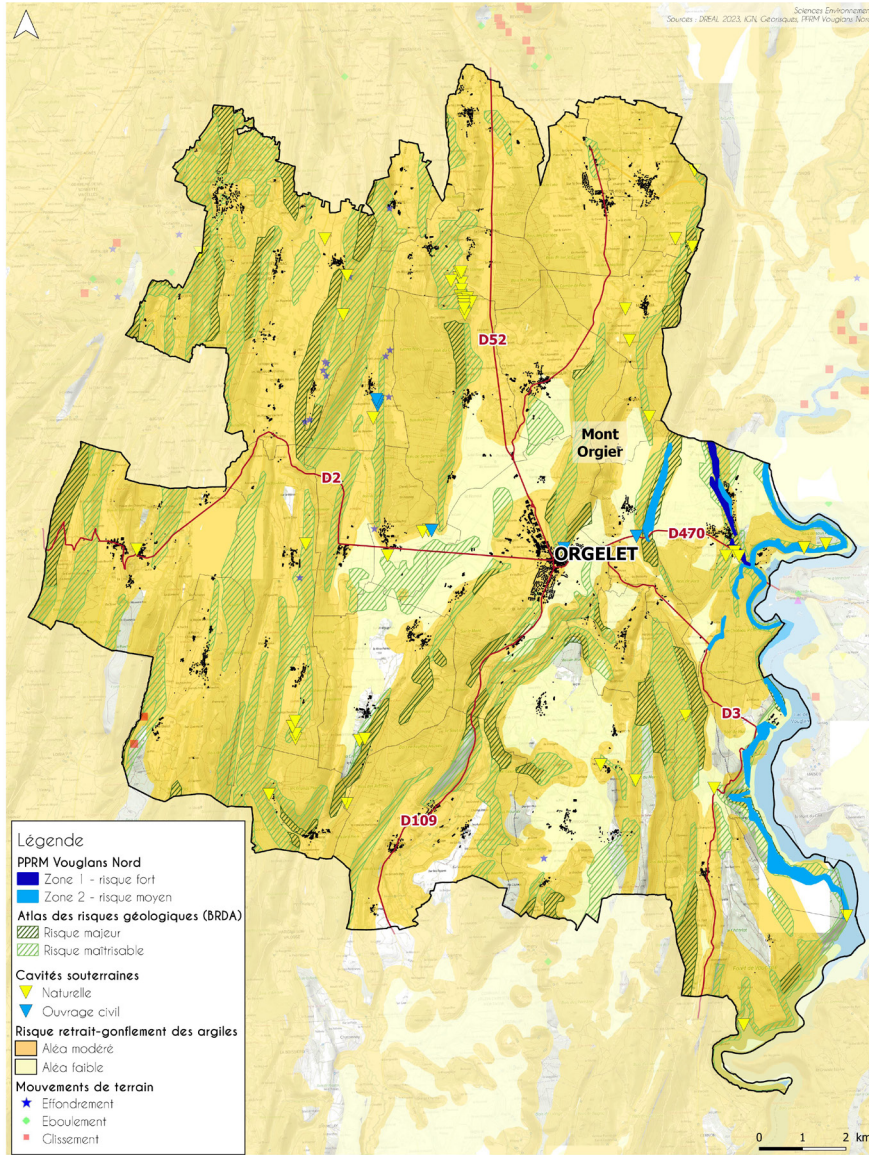 Sciences Environnement
Sources : DREAL 2023, IGN, Géorisques, PPRM Vouglans Nord
D52
Mont
Orgier
D2
D470
ORGELET
D3
D109
Légende
PPRM Vouglans Nord
Zone 1 - risque fort
Zone 2 - risque moyen
Atlas des risques géologiques (BRDA)
Risque majeur
Risque maîtrisable
Cavités souterraines
Naturelle
Ouvrage civil
Risque retrait-gonflement des argiles
Aléa modéré
Aléa faible
Mouvements de terrain
Effondrement
Eboulement
Glissement
0 1 2 km